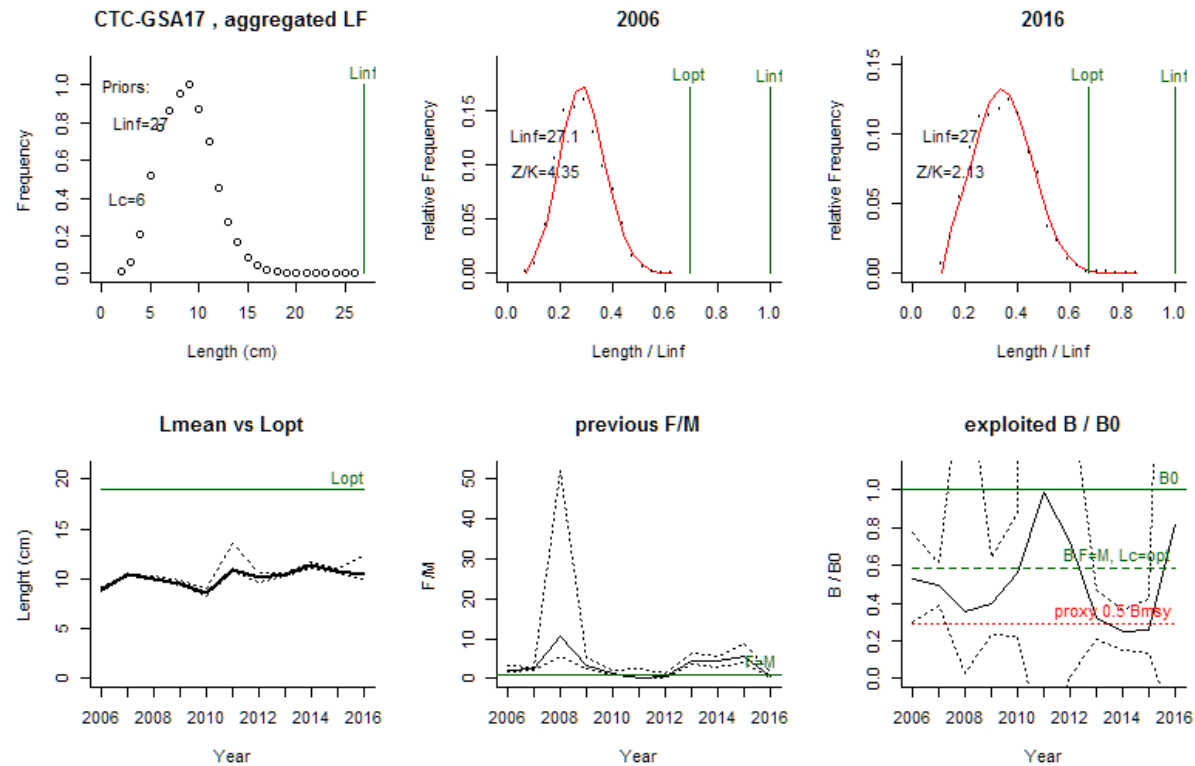 CTC-GSA17 , aggregated LF
2006
2016
Frequency
0.0 0.2 0.4 0.6 0.8 1.0
Priors:
Linf=27
Lc=6
Linf
0 5 10 15 20 25
Length (cm)
relative Frequency
0.00 0.05 0.10 0.15
Linf=27.1
Z/K=4.35
Lopt
Linf
0.0 0.2 0.4 0.6 0.8 1.0
Length / Linf
relative Frequency
0.00 0.05 0.10 0.15
Linf=27
Z/K=2.13
Lopt
Linf
0.0 0.2 0.4 0.6 0.8 1.0
Length / Linf
Lmean vs Lopt
previous F/M
exploited B / B0
Lenght (cm)
0 5 10 15 20
Lopt
2006 2008 2010 2012 2014 2016
Year
F/M
0 10 20 30 40 50
F=M
2006 2008 2010 2012 2014 2016
Year
B / B0
0.0 0.2 0.4 0.6 0.8 1.0
B0
B F=M, Lc=opt
proxy 0.5 Bmsy
2006 2008 2010 2012 2014 2016
Year